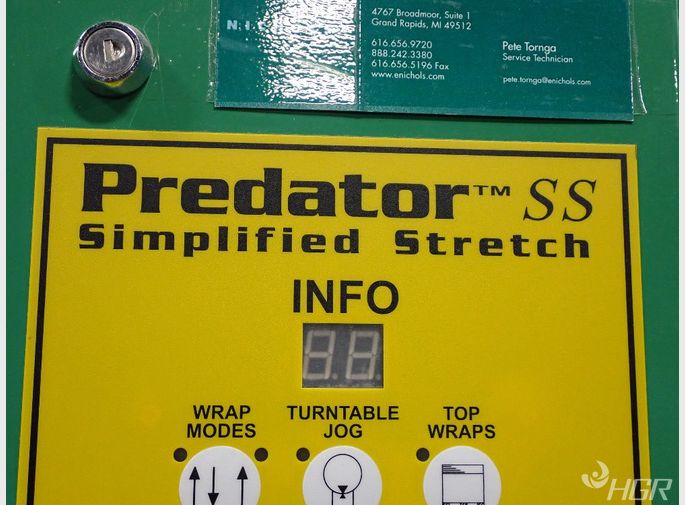 4767 Broadmoor, Suite 1
Grand Rapids, MI 49512
616.656.9720
888.242.3380
616.656.5196 Fax
www.enichols.com
Pete Tornga
Service Technician
pete.tornga@enichols.com
Predator™ SS
Simplified Stretch
INFO
WRAP MODES
TURNTABLE JOG
TOP WRAPS
HGR